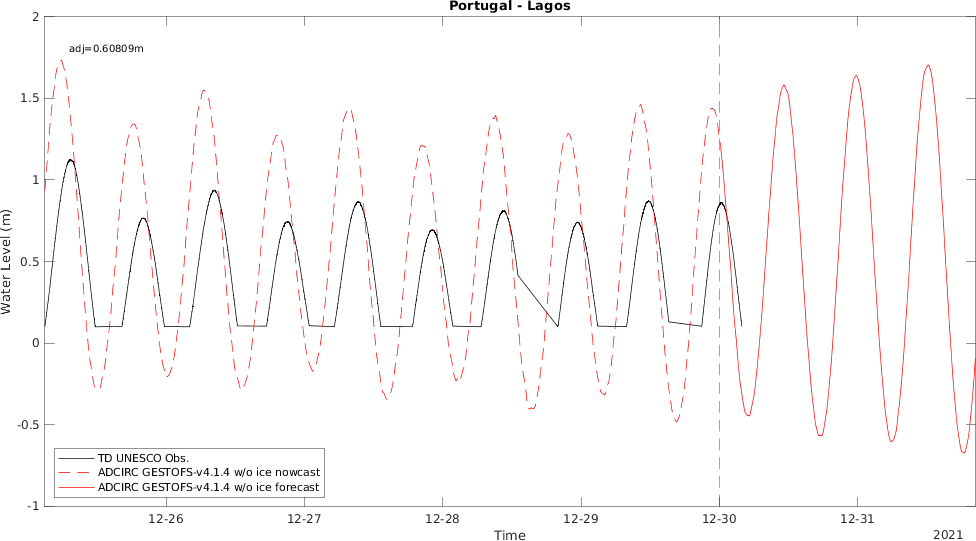 Portugal - Lagos
adj=0.60809m
2
1.5
1
0.5
0
-0.5
-1
Water Level (m)
TD UNESCO Obs.
ADCIRC GESTOFS-v4.1.4 w/o ice nowcast
ADCIRC GESTOFS-v4.1.4 w/o ice forecast
12-26
12-27
12-28
12-29
12-30
12-31
Time
2021